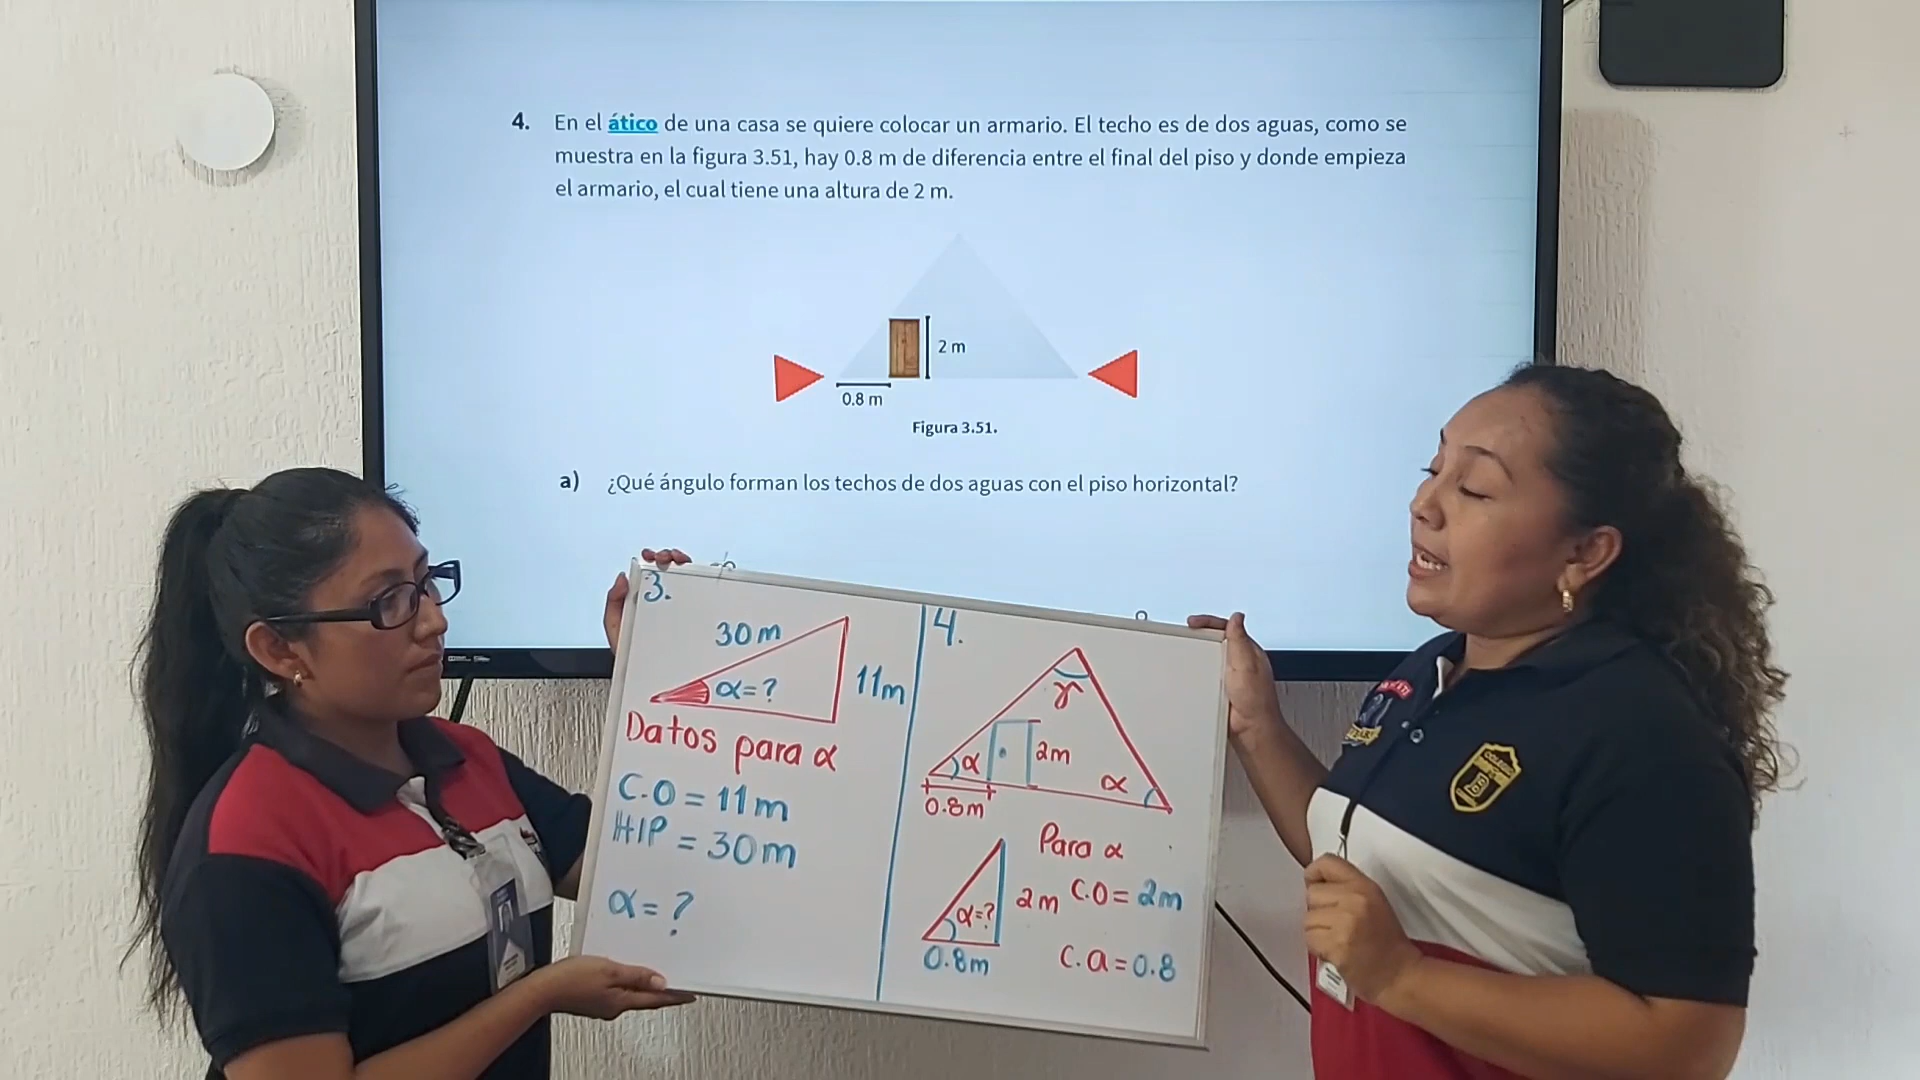 4. En el ático de una casa se quiere colocar un armario. El techo es de dos aguas, como se
muestra en la figura 3.51, hay 0.8 m de diferencia entre el final del piso y donde empieza
el armario, el cual tiene una altura de 2 m.
2 m
0.8 m
Figura 3.51.
a) ¿Qué ángulo forman los techos de dos aguas con el piso horizontal?
3.
30m
α=?
11m
Datos para α
C.O = 11m
HIP = 30m
α = ?
4.
γ
α
2m
α
0.8m
Para α
α=?
2m
0.8m
C.O= 2m
C.a=0.8